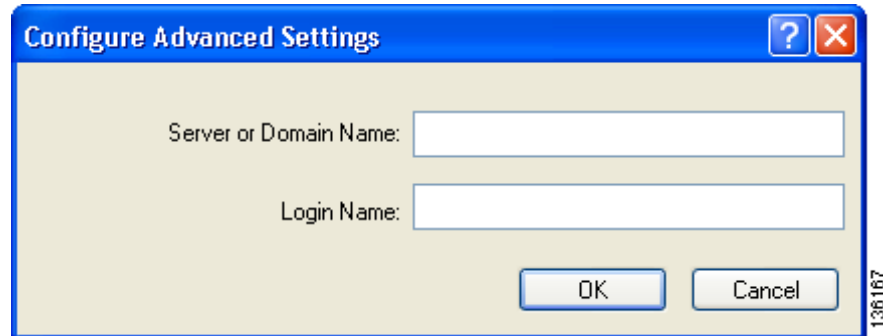 Configure Advanced Settings
Server or Domain Name:
Login Name:
OK
Cancel
136167